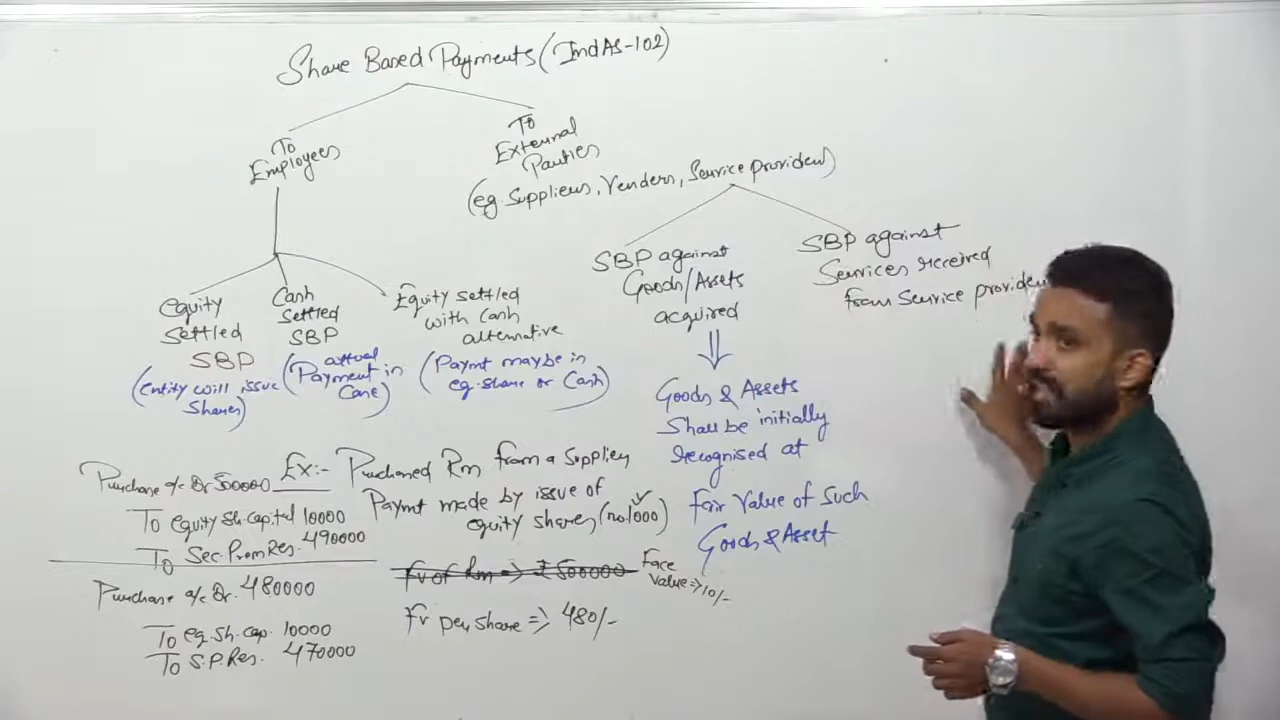 Share Based Payments (IndAS-102)
To
Employees
To
External
Parties
(eg. Suppliers, Vendors, Service providers)
Equity
Settled
SBP
(Entity will issue
Shares)
Cash
Settled
SBP
(actual
Payment in
Case)
Equity settled
with Cash
alternative
(Paymt may be in
eq. share or Cash)
SBP against
Goods/Assets
acquired
Goods & Assets
Shall be initially
recognised at
Fair Value of Such
Goods & Asset
SBP against
Services received
from Service provider
Purchase a/c Dr 500000
To Equity Sh. Capital 10000
To Sec. Prem Res. 490000
Purchase a/c Dr. 480000
To eq. Sh. Cap. 10000
To S.P. Res. 470000
Ex:- Purchased Rm from a Supplier
Paymt made by issue of
equity shares (no 1000)
Fv of Rm => ₹ 500000
Face
Value => 10/-
Fv per share => 480/-